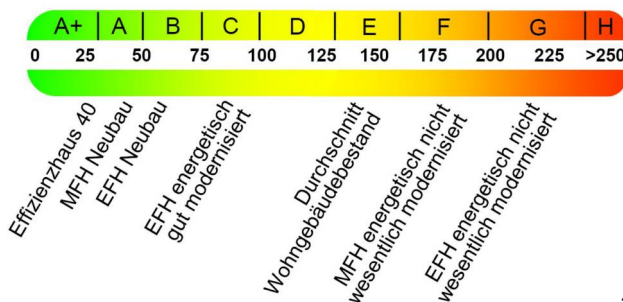 A+ A B C D E F G H
0 25 50 75 100 125 150 175 200 225 >250
Effizienzhaus 40
MFH Neubau
EFH Neubau
EFH energetisch
gut modernisiert
Durchschnitt
Wohngebäudebestand
MFH energetisch nicht
wesentlich modernisiert
EFH energetisch nicht
wesentlich modernisiert